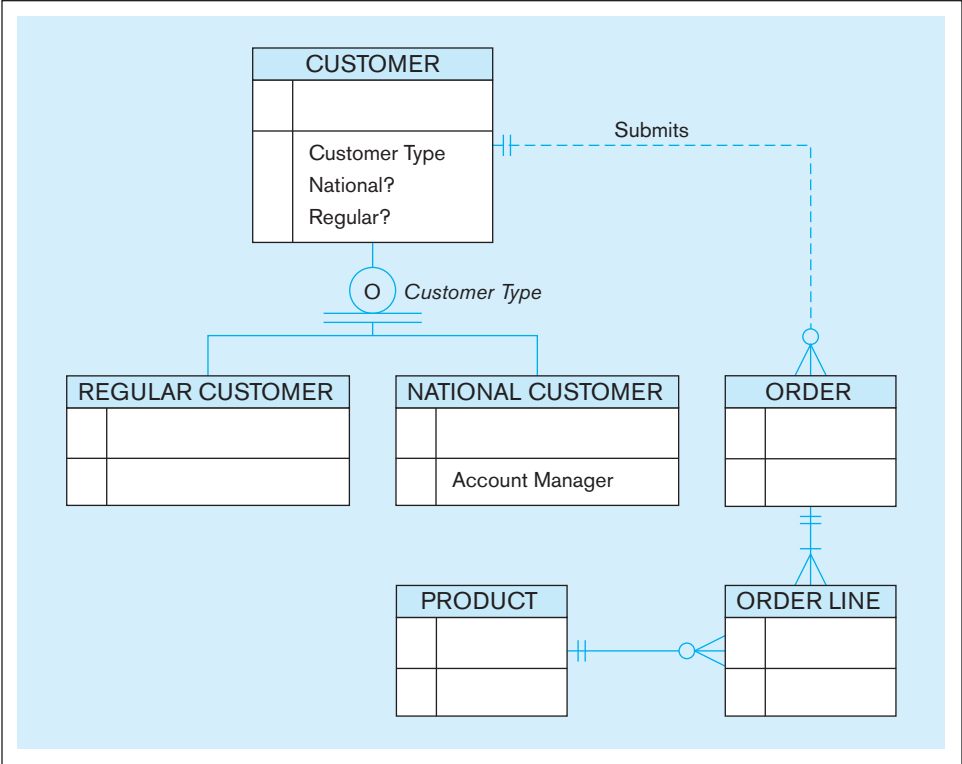 CUSTOMER
Customer Type
National?
Regular?
Submits
O
Customer Type
REGULAR CUSTOMER
NATIONAL CUSTOMER
Account Manager
ORDER
PRODUCT
ORDER LINE